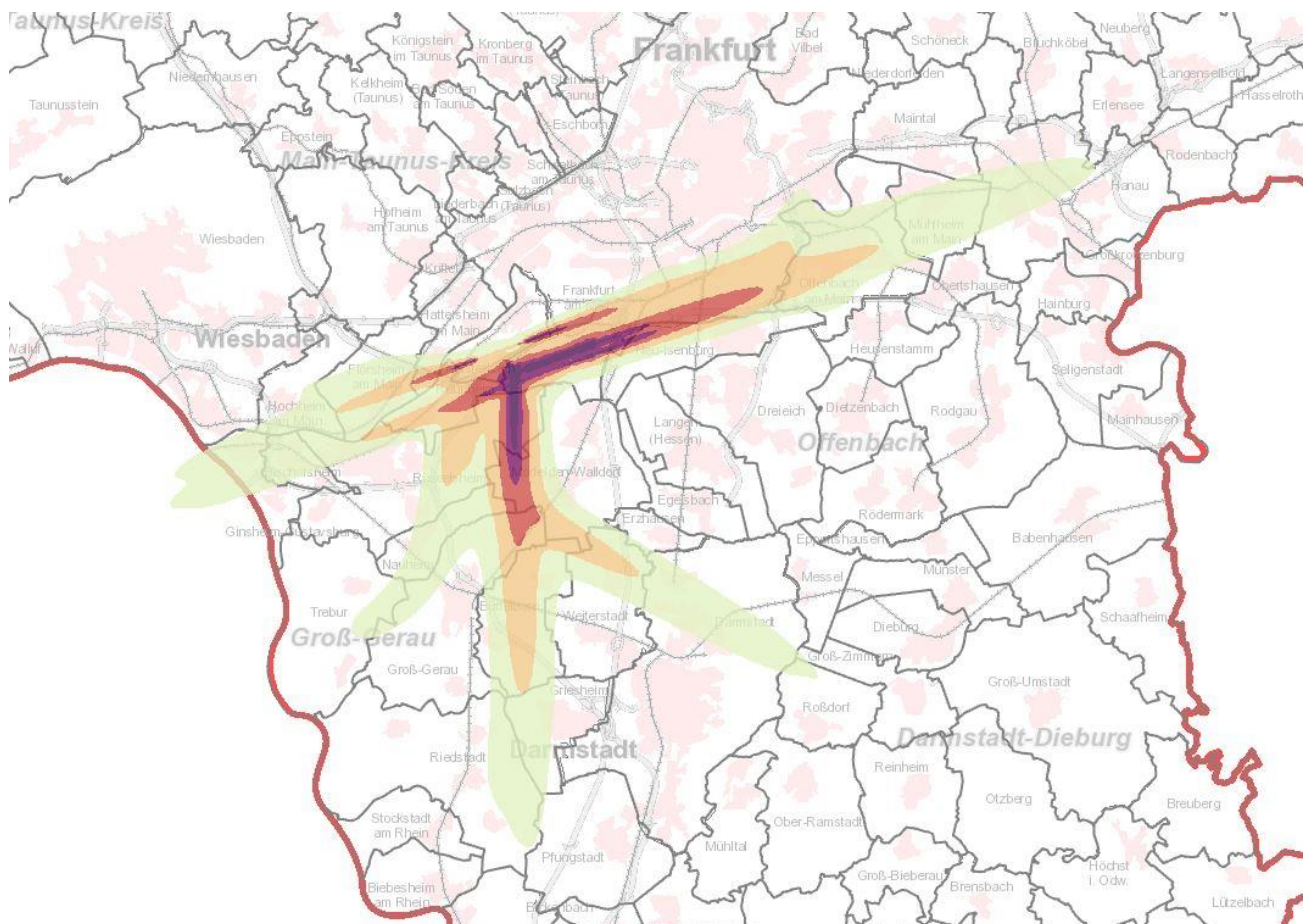 Taunus-Kreis
Königstein
im Taunus
Kronberg
im Taunus
Frankfurt
Bad
Vilbel
Schöneck
Bruchköbel
Neuberg
Niedernhausen
Steinbach
(Taunus)
Niederdorfelden
Langenselbold
Taunusstein
Kelkheim
(Taunus)
Bad Soden
am Taunus
Erlensee
Hasselroth
Eschborn
Maintal
Eppstein
Main-Taunus-Kreis
Schwalbach
am Taunus
Rodenbach
Hanau
Liederbach
am Taunus
Sulzbach
(Taunus)
Hofheim
am Taunus
Wiesbaden
Mühlheim
am Main
Kriftel
Großkrotzenburg
Frankfurt
Offenbach
am Main
Obertshausen
Hainburg
Hattersheim
am Main
Walluf
Wiesbaden
Neu-Isenburg
Heusenstamm
Flörsheim
am Main
Seligenstadt
Hochheim
am Main
Dreieich
Dietzenbach
Rodgau
Mainhausen
Langen
(Hessen)
Offenbach
Bischofsheim
Rüsselsheim
Mörfelden-Walldorf
Egelsbach
Rödermark
Erzhausen
Ginsheim-Gustavsburg
Eppertshausen
Babenhausen
Nauheim
Messel
Münster
Trebur
Büttelborn
Weiterstadt
Darmstadt
Dieburg
Schaafheim
Groß-Gerau
Groß-Zimmern
Groß-Gerau
Groß-Umstadt
Griesheim
Roßdorf
Darmstadt-Dieburg
Darmstadt
Riedstadt
Reinheim
Otzberg
Breuberg
Stockstadt
am Rhein
Ober-Ramstadt
Mühltal
Pfungstadt
Höchst
i. Odw.
Groß-Bieberau
Brensbach
Biebesheim
am Rhein
Bickenbach
Lützelbach